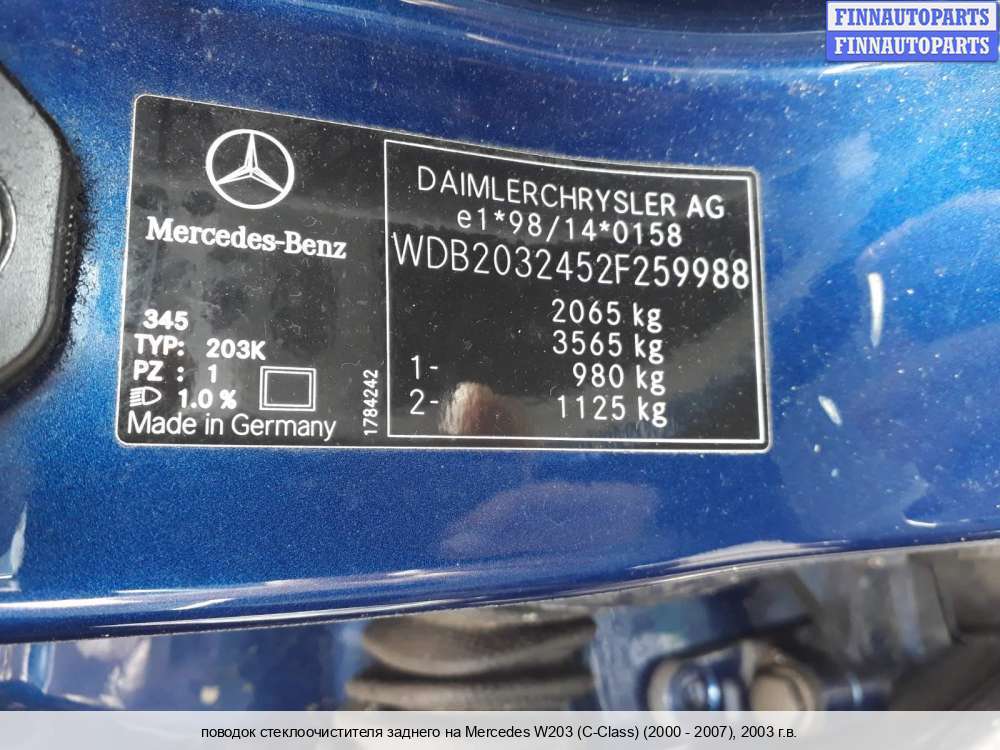 FINNAUTOPARTS
FINNAUTOPARTS
Mercedes-Benz
345
TYP: 203K
PZ : 1
1.0 %
Made in Germany
1784242
DAIMLERCHRYSLER AG
e1*98/14*0158
WDB2032452F259988
2065 kg
3565 kg
1- 980 kg
2- 1125 kg
поводок стеклоочистителя заднего на Mercedes W203 (C-Class) (2000 - 2007), 2003 г.в.